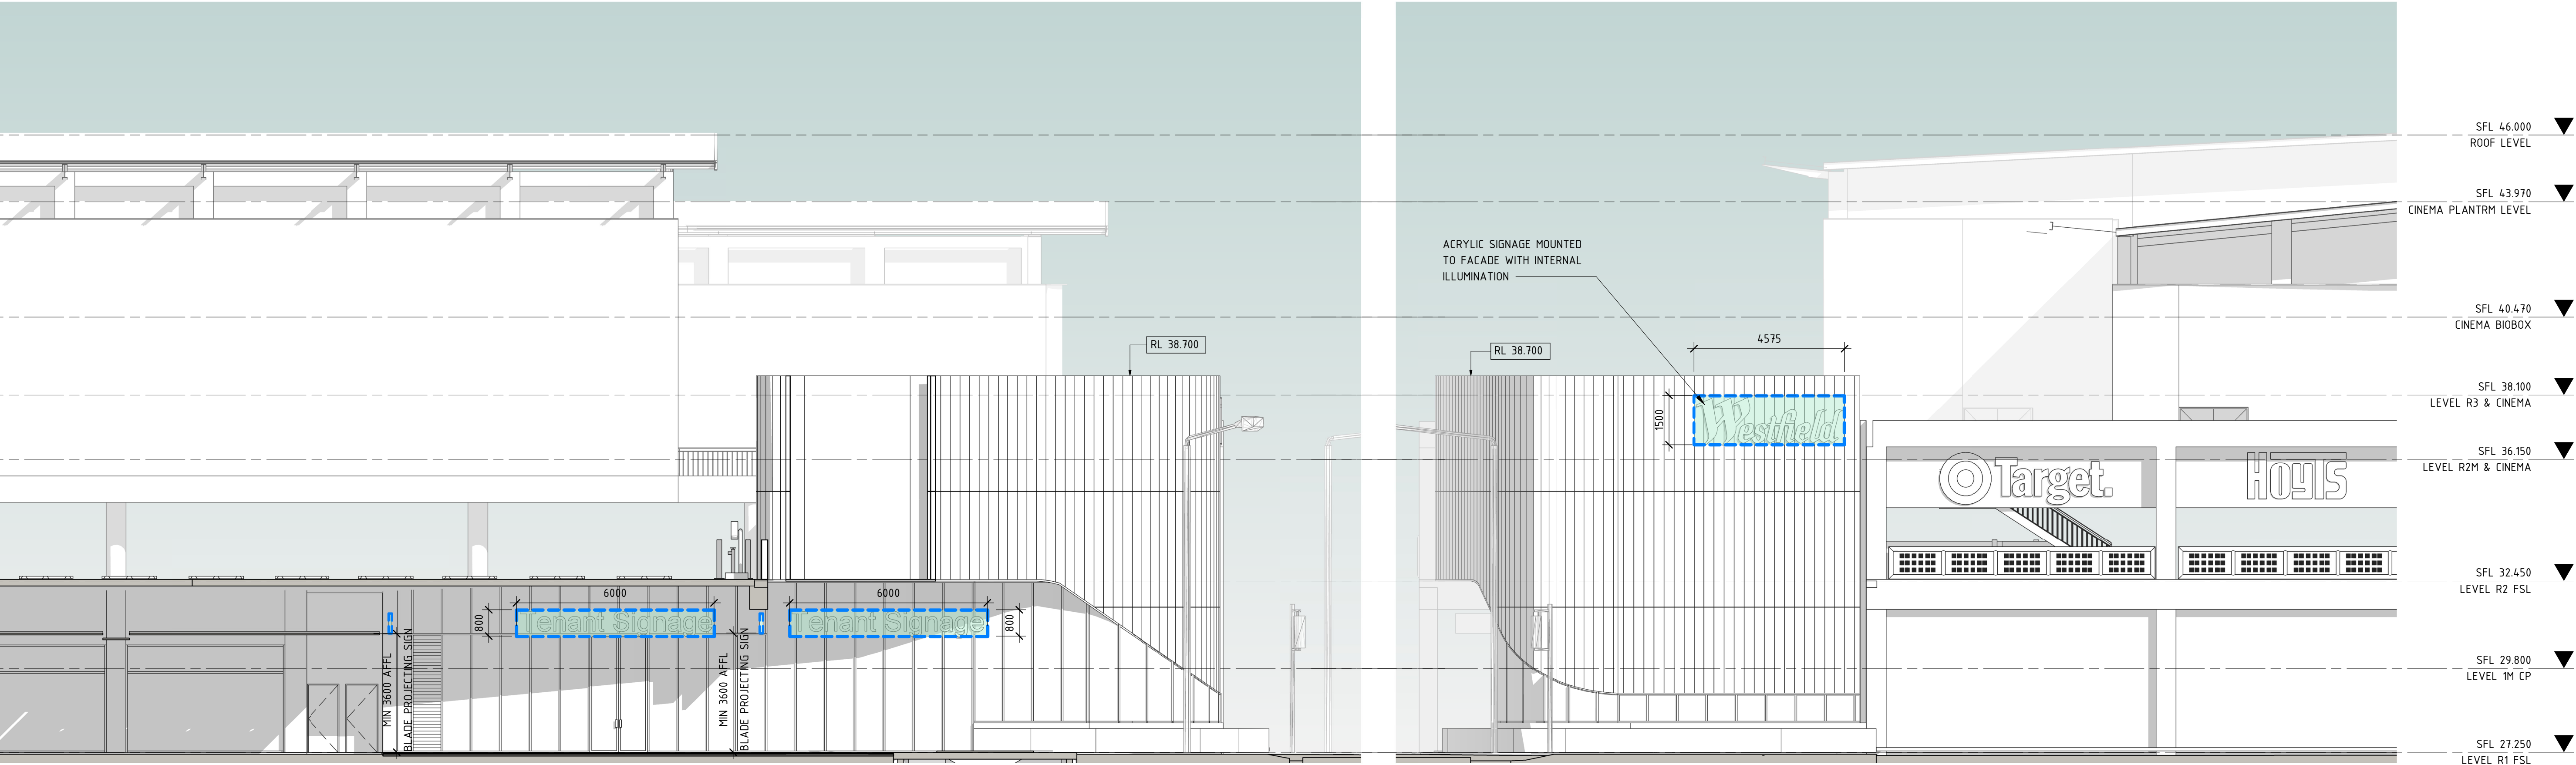 SFL 46.000
ROOF LEVEL
SFL 43.970
CINEMA PLANTRM LEVEL
ACRYLIC SIGNAGE MOUNTED
TO FACADE WITH INTERNAL
ILLUMINATION
SFL 40.470
CINEMA BIOBOX
RL 38.700
RL 38.700
4575
SFL 38.100
LEVEL R3 & CINEMA
1500
Westfield
SFL 36.150
LEVEL R2M & CINEMA
Target.
HOYTS
SFL 32.450
LEVEL R2 FSL
6000
6000
800
Tenant Signage
Tenant Signage
800
MIN 3600 AFFL
BLADE PROJECTING SIGN
MIN 3600 AFFL
BLADE PROJECTING SIGN
SFL 29.800
LEVEL 1M CP
SFL 27.250
LEVEL R1 FSL